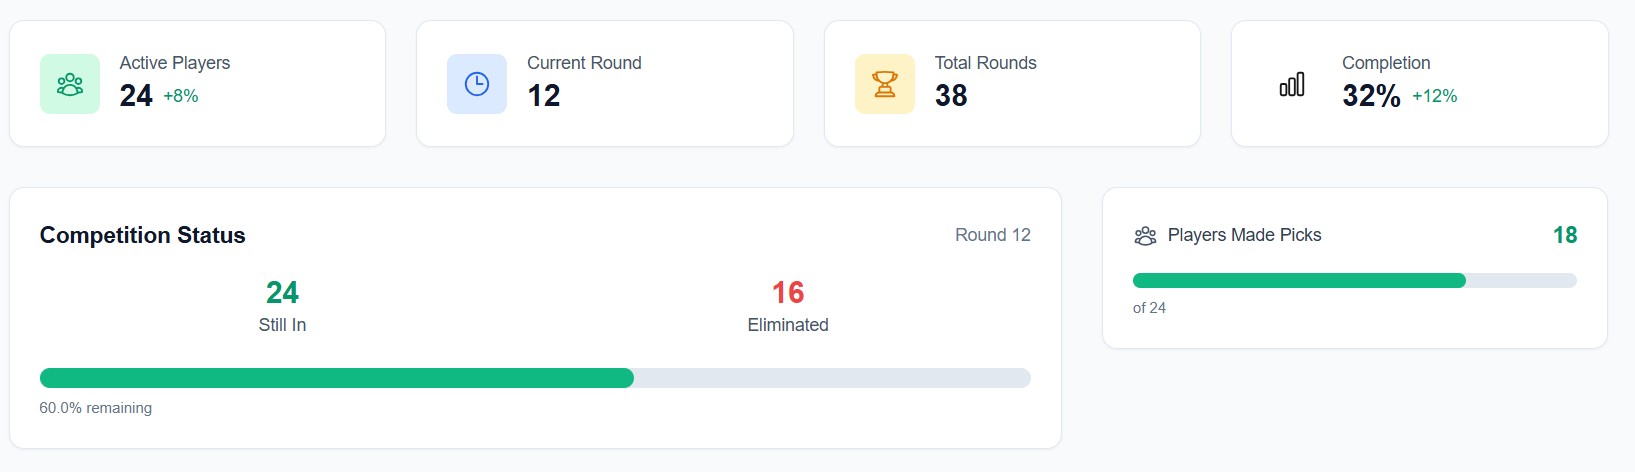 Active Players
24 +8%
Current Round
12
Total Rounds
38
Completion
32% +12%
Competition Status
Round 12
24
Still In
16
Eliminated
60.0% remaining
Players Made Picks
18
of 24